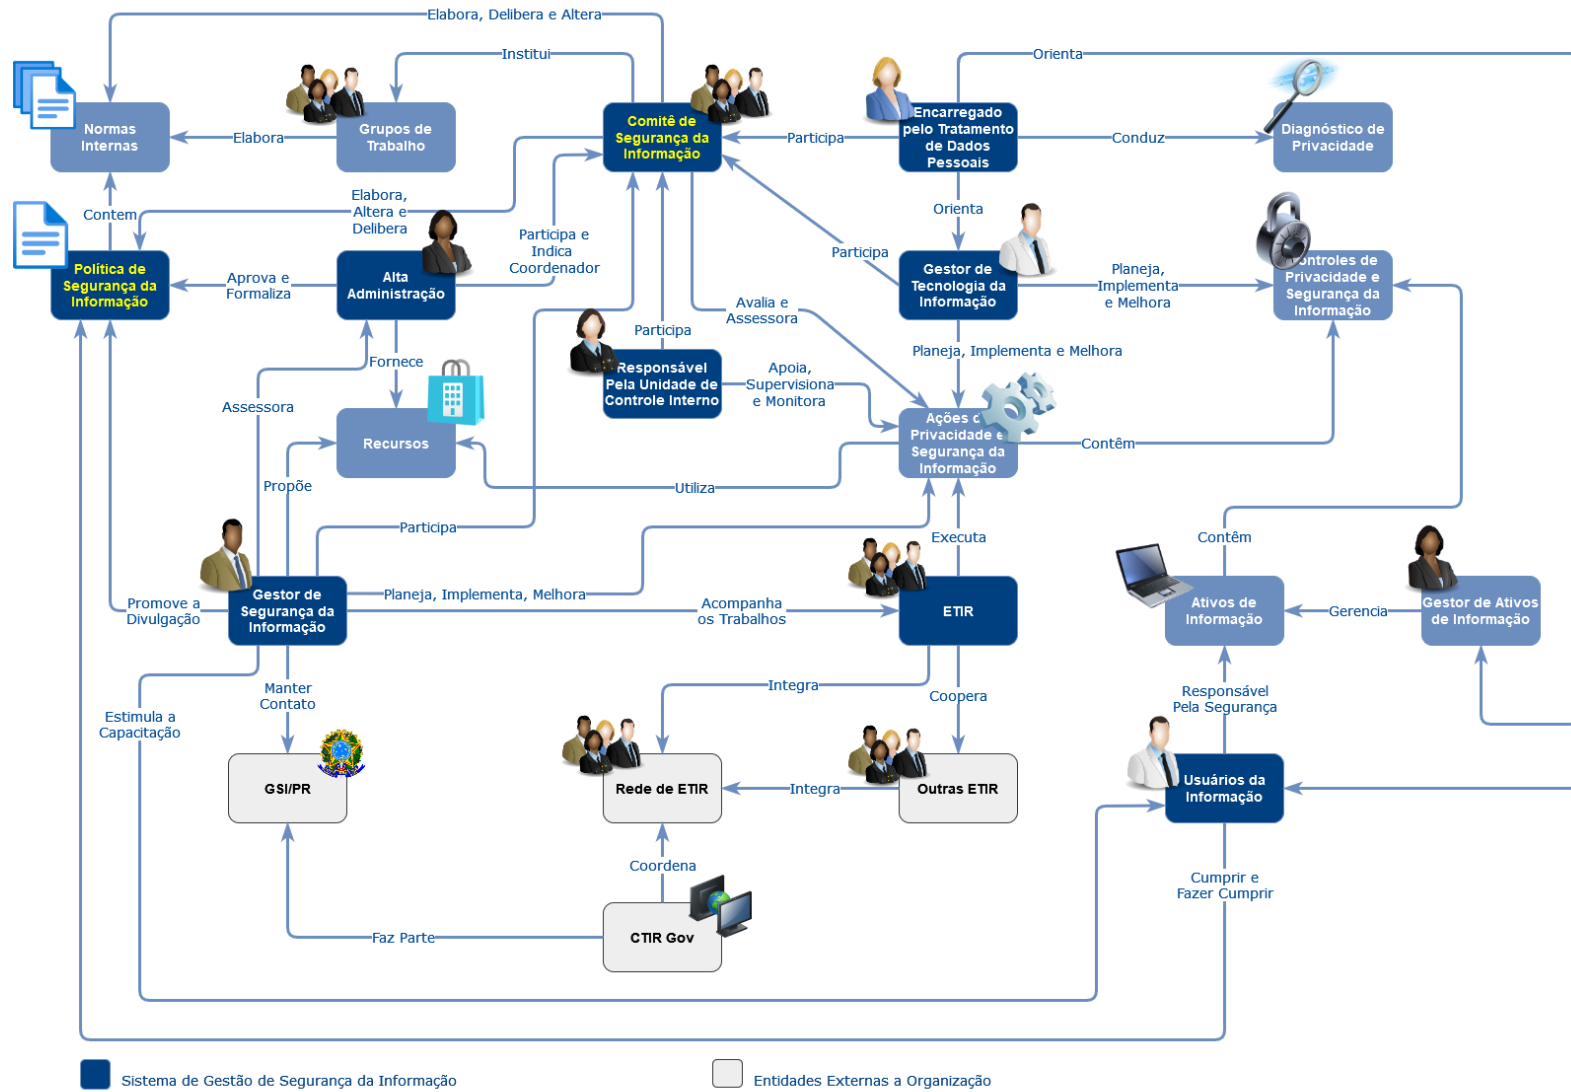 Elabora, Delibera e Altera
Institui
Orienta
Normas
Internas
Elabora
Grupos de
Trabalho
Comitê de
Segurança da
Informação
Participa
Encarregado
pelo Tratamento
de Dados
Pessoais
Conduz
Diagnóstico de
Privacidade
Contem
Elabora,
Altera e
Delibera
Participa e
Indica
Coordenador
Orienta
Participa
Política de
Segurança da
Informação
Aprova e
Formaliza
Alta
Administração
Gestor de
Tecnologia da
Informação
Planeja,
Implementa
e Melhora
Controles de
Privacidade e
Segurança da
Informação
Avalia e
Assessora
Participa
Fornece
Planeja, Implementa e Melhora
Responsável
Pela Unidade de
Controle Interno
Apoia,
Supervisiona
e Monitora
Assessora
Recursos
Ações de
Privacidade e
Segurança da
Informação
Contêm
Propõe
Utiliza
Participa
Executa
Contêm
Gestor de
Segurança da
Informação
Promove a
Divulgação
Planeja, Implementa, Melhora
Acompanha
os Trabalhos
ETIR
Ativos de
Informação
Gerencia
Gestor de Ativos
de Informação
Manter
Contato
Integra
Coopera
Responsável
Pela Segurança
Estimula a
Capacitação
GSI/PR
Rede de ETIR
Integra
Outras ETIR
Usuários da
Informação
Coordena
Cumprir e
Fazer Cumprir
Faz Parte
CTIR Gov
Sistema de Gestão de Segurança da Informação
Entidades Externas a Organização